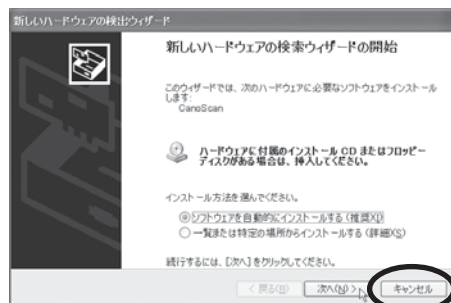 新しいハードウェアの検出ウィザード
新しいハードウェアの検索ウィザードの開始
このウィザードでは、次のハードウェアに必要なソフトウェアをインストール
します:
CanoScan
ハードウェアに付属のインストール CD またはフロッピー
ディスクがある場合は、挿入してください。
インストール方法を選んでください。
ソフトウェアを自動的にインストールする (推奨)(I)
一覧または特定の場所からインストールする (詳細)(S)
続行するには、[次へ] をクリックしてください。
< 戻る(B) 次へ(N) > キャンセル